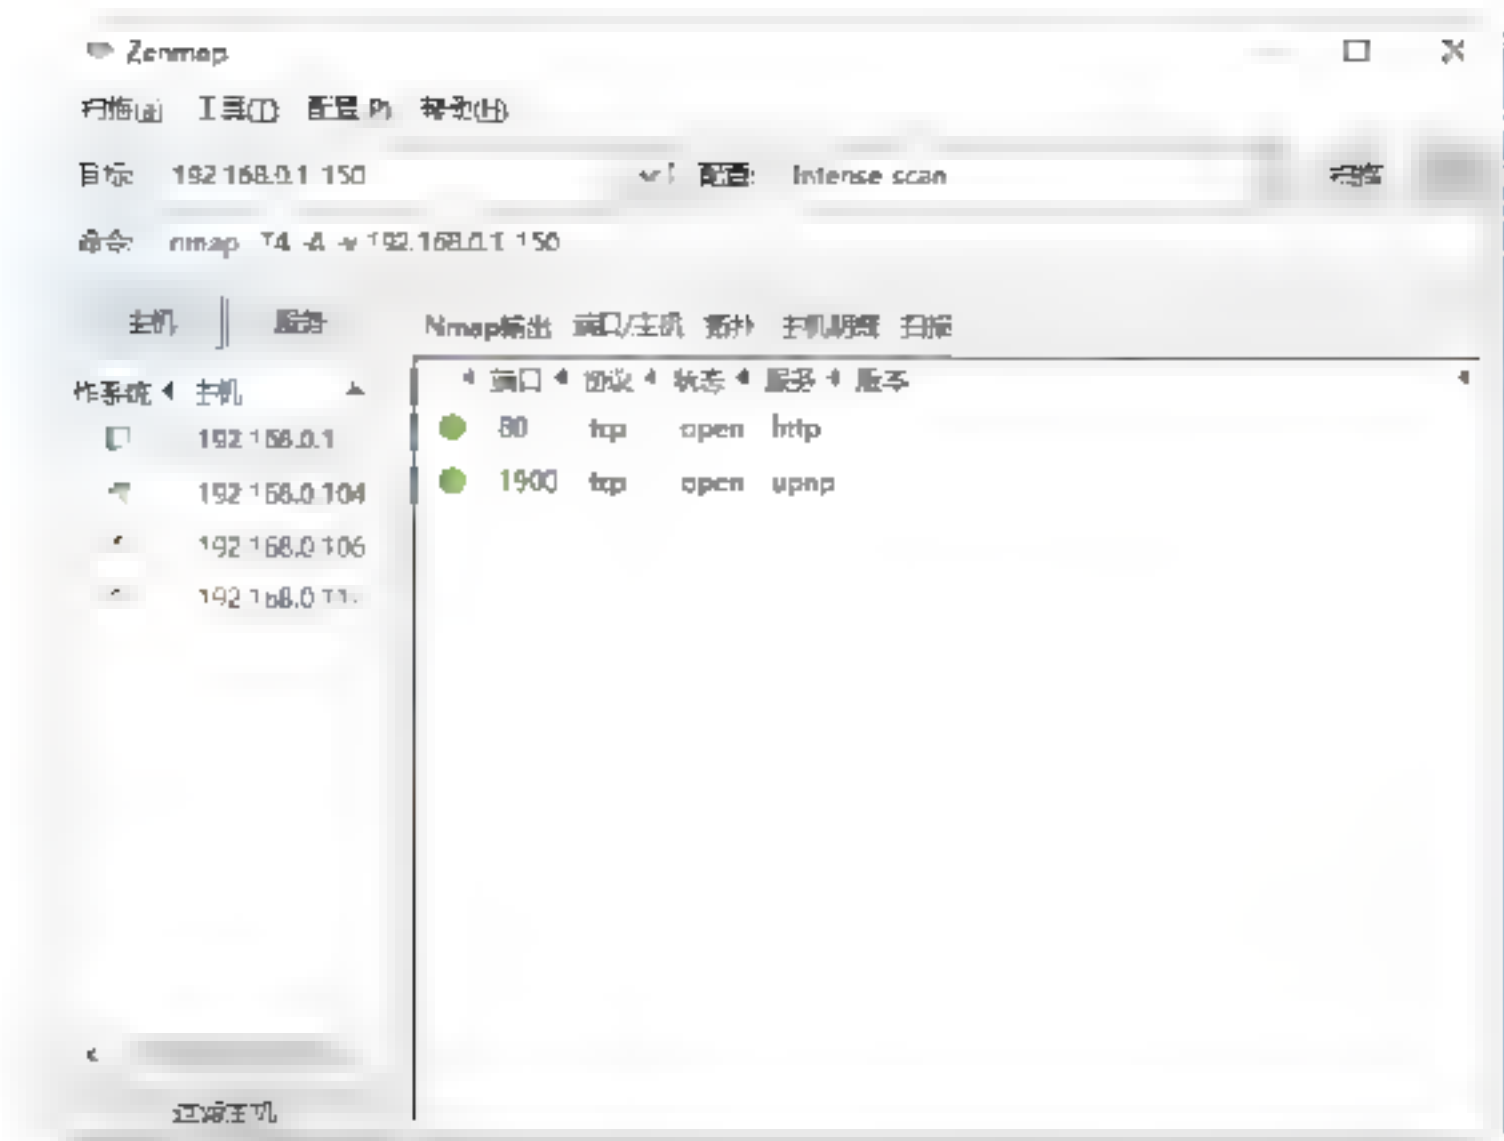 Zenmap
扫描 工具(T) 配置(P) 帮助(H)
目标: 192.168.0.1-150 配置: Intense scan 扫描
命令: nmap -T4 -A -v 192.168.0.1-150
主机 服务 Nmap输出 端口/主机 拓扑 主机明细 扫描
作系统 主机 端口 协议 状态 服务 版本
192.168.0.1 80 tcp open http
192.168.0.104 1900 tcp open upnp
192.168.0.106
过滤主机